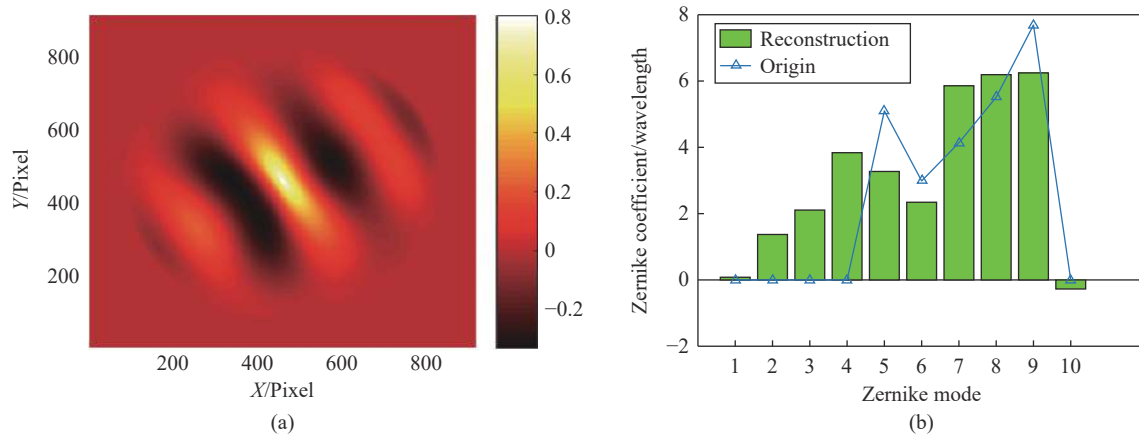 0.8
0.6
0.4
0.2
0
−0.2
800
600
400
200
Y/Pixel
200 400 600 800
X/Pixel
(a)
8
6
4
2
0
−2
Zernike coefficient/wavelength
Reconstruction
Origin
1 2 3 4 5 6 7 8 9 10
Zernike mode
(b)